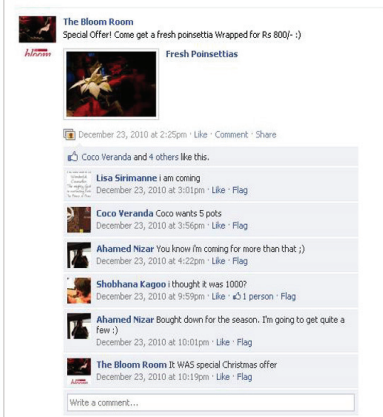 The Bloom Room
Special Offer! Come get a fresh poinsettia Wrapped for Rs 800/- :)
bloom
Fresh Poinsettias
December 23, 2010 at 2:25pm · Like · Comment · Share
Coco Veranda and 4 others like this.
Lisa Sirimanne i am coming
December 23, 2010 at 3:01pm · Like · Flag
Coco Veranda Coco wants 5 pots
December 23, 2010 at 3:56pm · Like · Flag
Ahamed Nizar You know i'm coming for more than that ;)
December 23, 2010 at 4:22pm · Like · Flag
Shobhana Kagoo i thought it was 1000?
December 23, 2010 at 9:59pm · Like · 1 person · Flag
Ahamed Nizar Bought down for the season. I'm going to get quite a
few :)
December 23, 2010 at 10:01pm · Like · Flag
The Bloom Room It WAS special Christmas offer
December 23, 2010 at 10:19pm · Like · Flag
Write a comment...